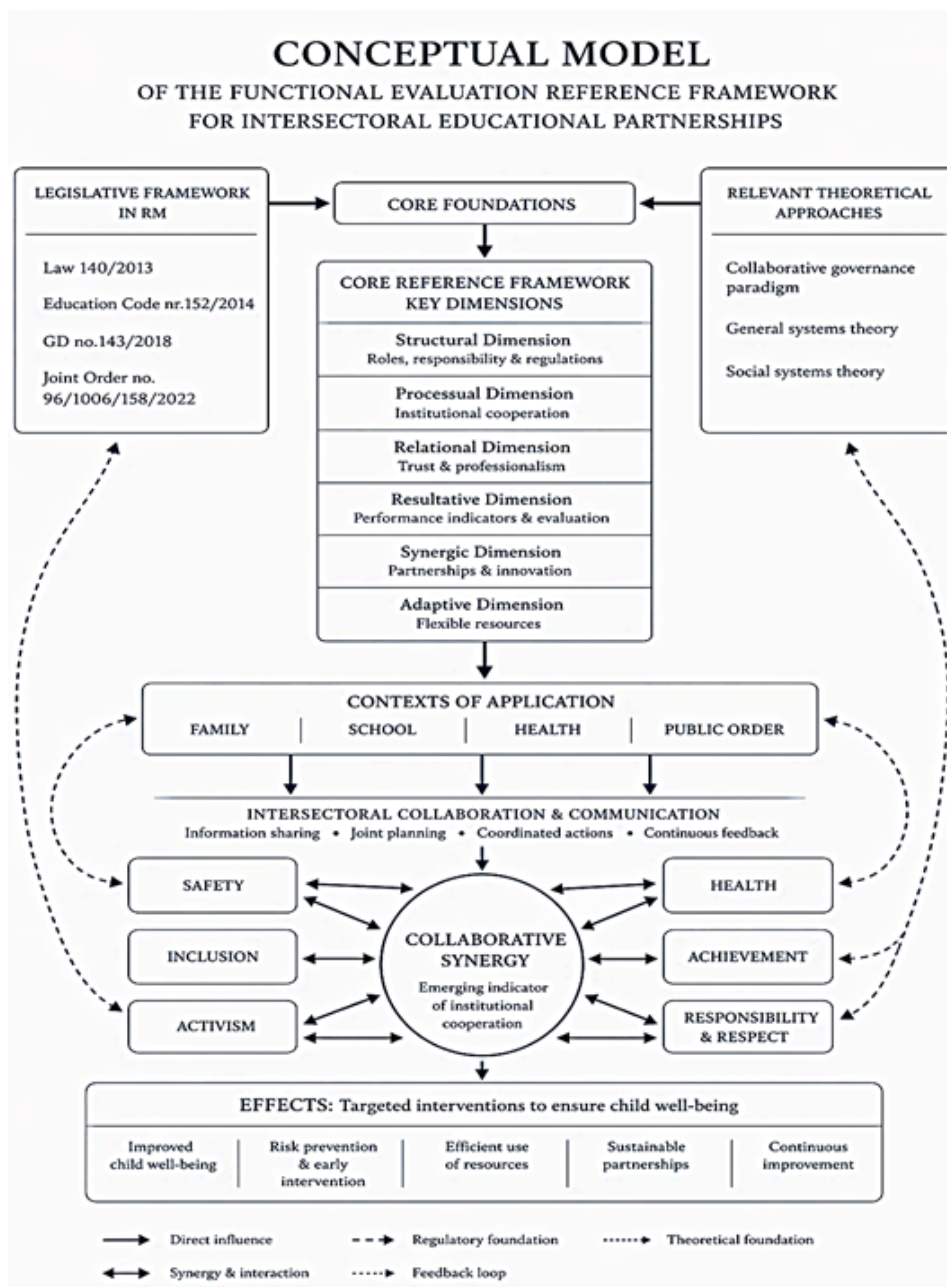 CONCEPTUAL MODEL
OF THE FUNCTIONAL EVALUATION REFERENCE FRAMEWORK
FOR INTERSECTORAL EDUCATIONAL PARTNERSHIPS
LEGISLATIVE FRAMEWORK
IN RM
Law 140/2013
Education Code nr.152/2014
GD no.143/2018
Joint Order no.
96/1006/158/2022
CORE FOUNDATIONS
RELEVANT THEORETICAL
APPROACHES
Collaborative governance
paradigm
General systems theory
Social systems theory
CORE REFERENCE FRAMEWORK
KEY DIMENSIONS
Structural Dimension
Roles, responsibility & regulations
Processual Dimension
Institutional cooperation
Relational Dimension
Trust & professionalism
Resultative Dimension
Performance indicators & evaluation
Synergic Dimension
Partnerships & innovation
Adaptive Dimension
Flexible resources
CONTEXTS OF APPLICATION
FAMILY
SCHOOL
HEALTH
PUBLIC ORDER
INTERSECTORAL COLLABORATION & COMMUNICATION
Information sharing • Joint planning • Coordinated actions • Continuous feedback
SAFETY
INCLUSION
ACTIVISM
COLLABORATIVE
SYNERGY
Emerging indicator
of institutional
cooperation
HEALTH
ACHIEVEMENT
RESPONSIBILITY
& RESPECT
EFFECTS: Targeted interventions to ensure child well-being
Improved
child well-being
Risk prevention
& early
intervention
Efficient use
of resources
Sustainable
partnerships
Continuous
improvement
Direct influence
Regulatory foundation
Theoretical foundation
Synergy & interaction
Feedback loop